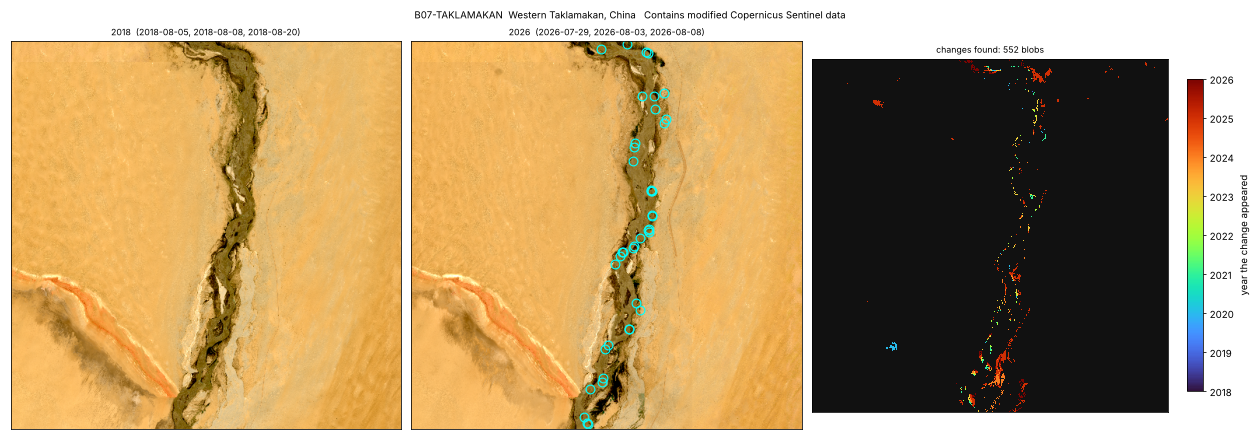 B07-TAKLAMAKAN  Western Taklamakan, China   Contains modified Copernicus Sentinel data
2018  (2018-08-05, 2018-08-08, 2018-08-20)
2026  (2026-07-29, 2026-08-03, 2026-08-08)
changes found: 552 blobs
2026
2025
2024
2023
2022
2021
2020
2019
2018
year the change appeared